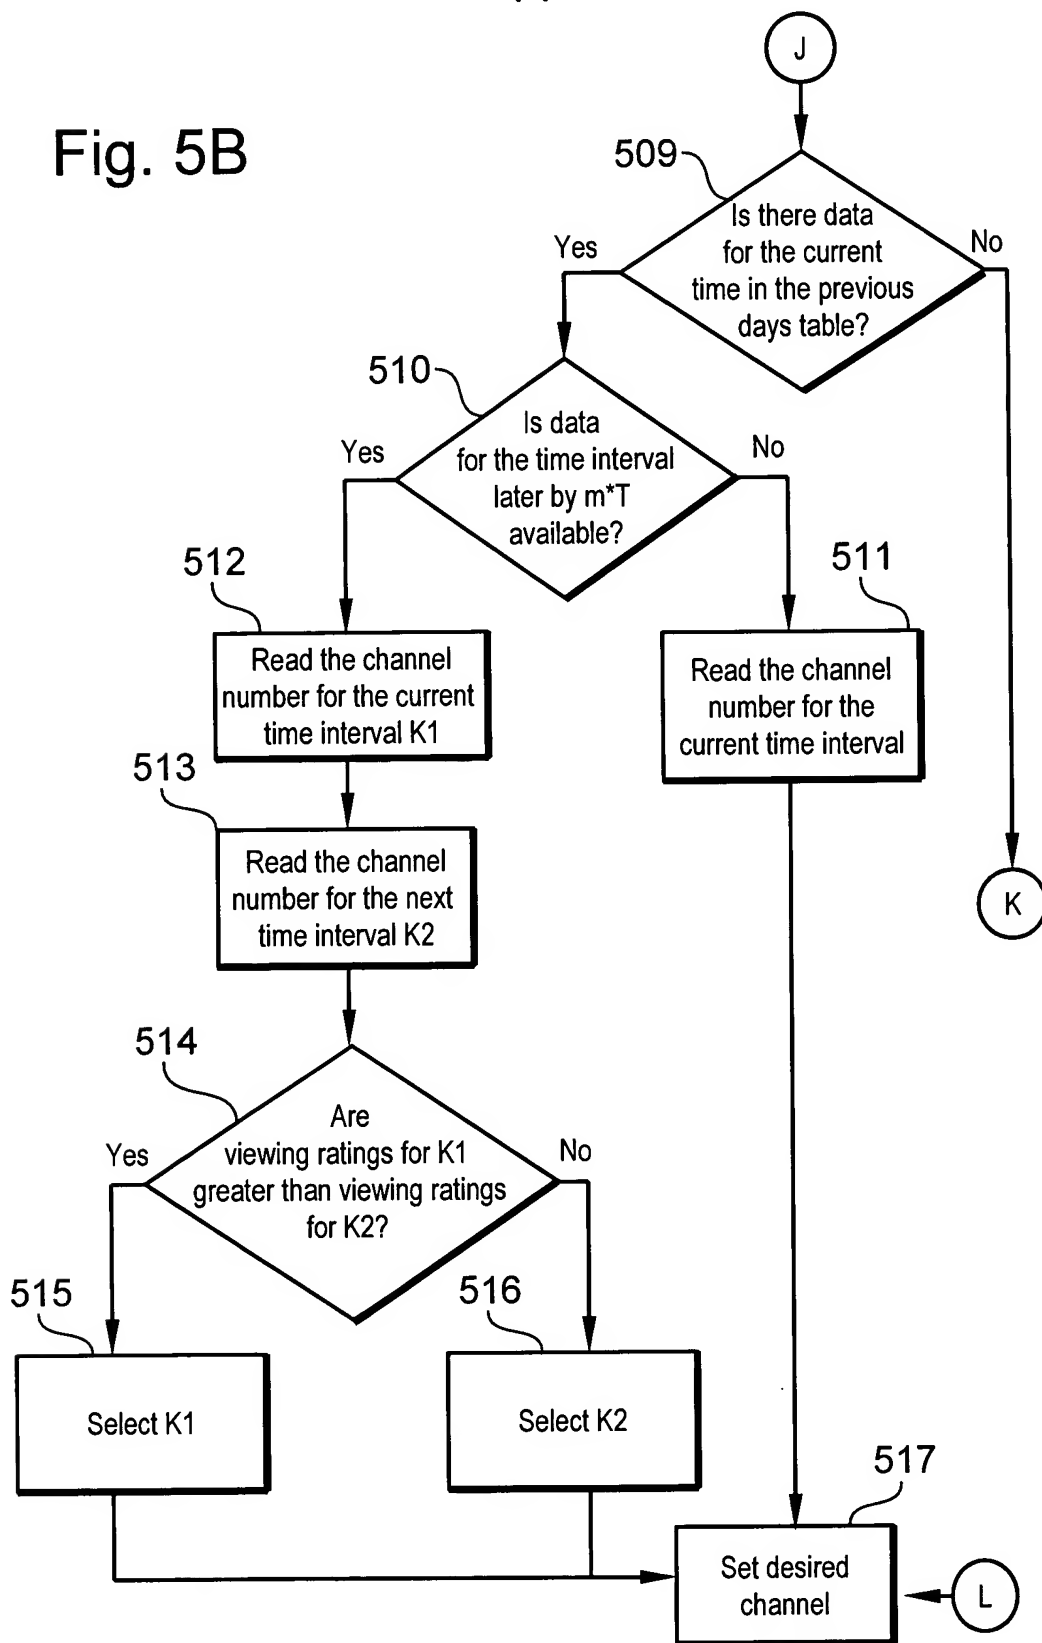 J
Fig. 5B
509
Is there data
for the current
time in the previous
days table?
Yes
No
510
Is data
for the time interval
later by m*T
available?
Yes
No
512
Read the channel
number for the current
time interval K1
511
Read the channel
number for the
current time interval
513
Read the channel
number for the next
time interval K2
K
514
Are
viewing ratings for K1
greater than viewing ratings
for K2?
Yes
No
515
Select K1
516
Select K2
517
Set desired
channel
L